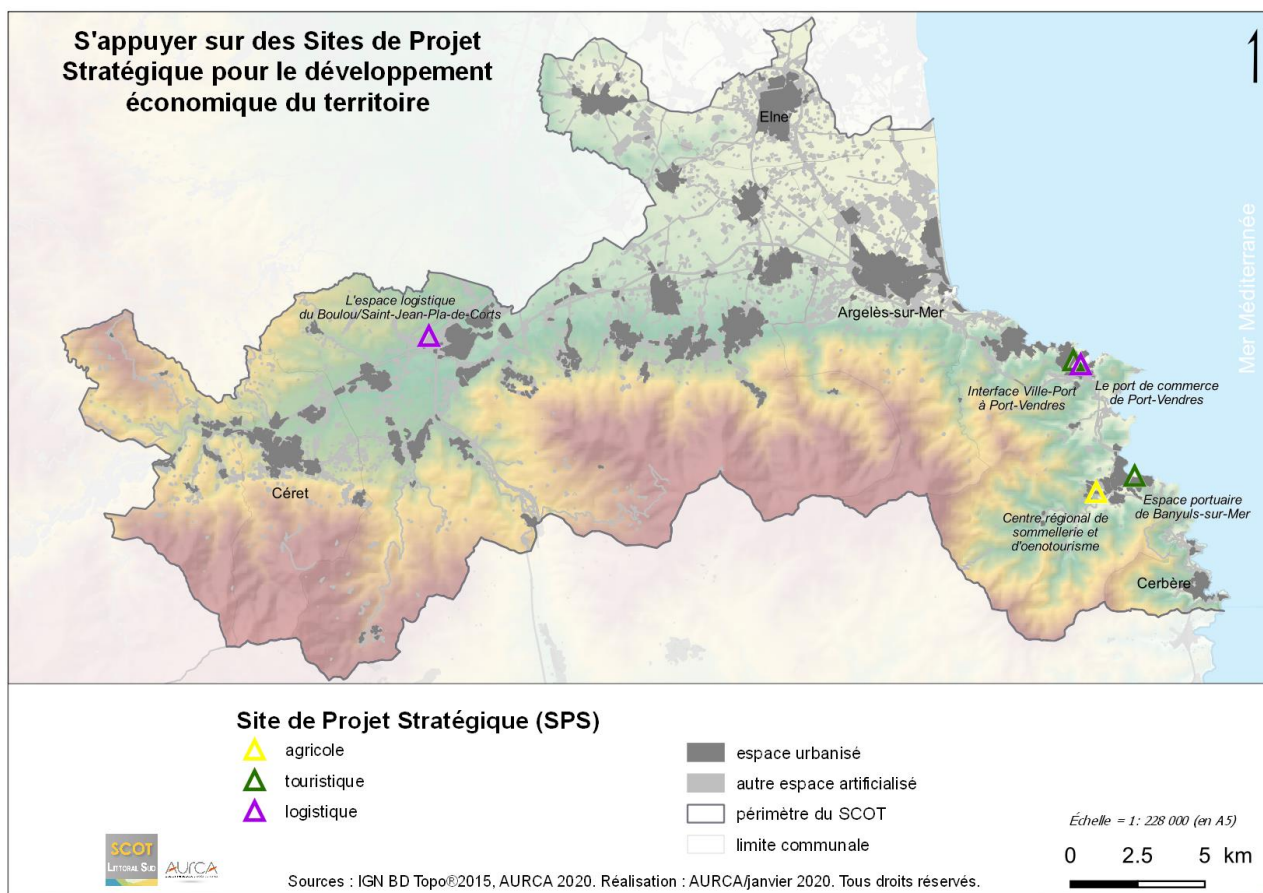 S'appuyer sur des Sites de Projet
Stratégique pour le développement
économique du territoire
Elne
Mer Méditerranée
L'espace logistique
du Boulou/Saint-Jean-Pla-de-Corts
Argelès-sur-Mer
Interface Ville-Port
à Port-Vendres
Le port de commerce
de Port-Vendres
Céret
Espace portuaire
de Banyuls-sur-Mer
Centre régional de
sommellerie et
d'oenotourisme
Cerbère
Site de Projet Stratégique (SPS)
agricole
touristique
logistique
espace urbanisé
autre espace artificialisé
périmètre du SCOT
limite communale
Échelle = 1: 228 000 (en A5)
0 2.5 5 km
SCOT
LITTORAL SUD
AURCA
Sources : IGN BD Topo®2015, AURCA 2020. Réalisation : AURCA/janvier 2020. Tous droits réservés.